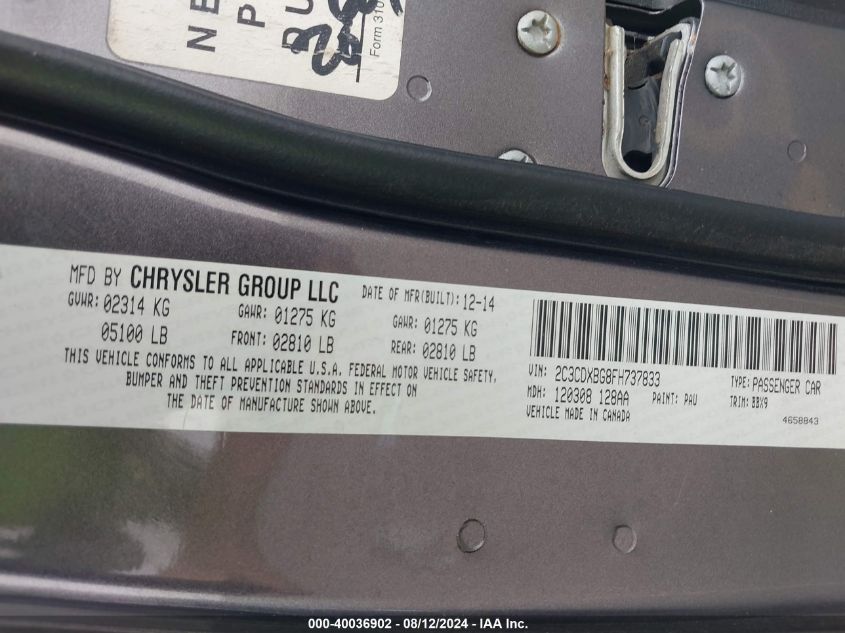 NE
P
BU
Form 310
MFD BY CHRYSLER GROUP LLC
DATE OF MFR(BUILT): 12-14
GVWR: 02314 KG
GAWR: 01275 KG
GAWR: 01275 KG
05100 LB
FRONT: 02810 LB
REAR: 02810 LB
THIS VEHICLE CONFORMS TO ALL APPLICABLE U.S.A. FEDERAL MOTOR VEHICLE SAFETY,
BUMPER AND THEFT PREVENTION STANDARDS IN EFFECT ON
THE DATE OF MANUFACTURE SHOWN ABOVE.
VIN: 2C3CDXBG8FH737833
TYPE: PASSENGER CAR
MDH: 120308 128AA
PAINT: PAU
TRIM: BBX9
VEHICLE MADE IN CANADA
4658843
000-40036902 - 08/12/2024 - IAA Inc.